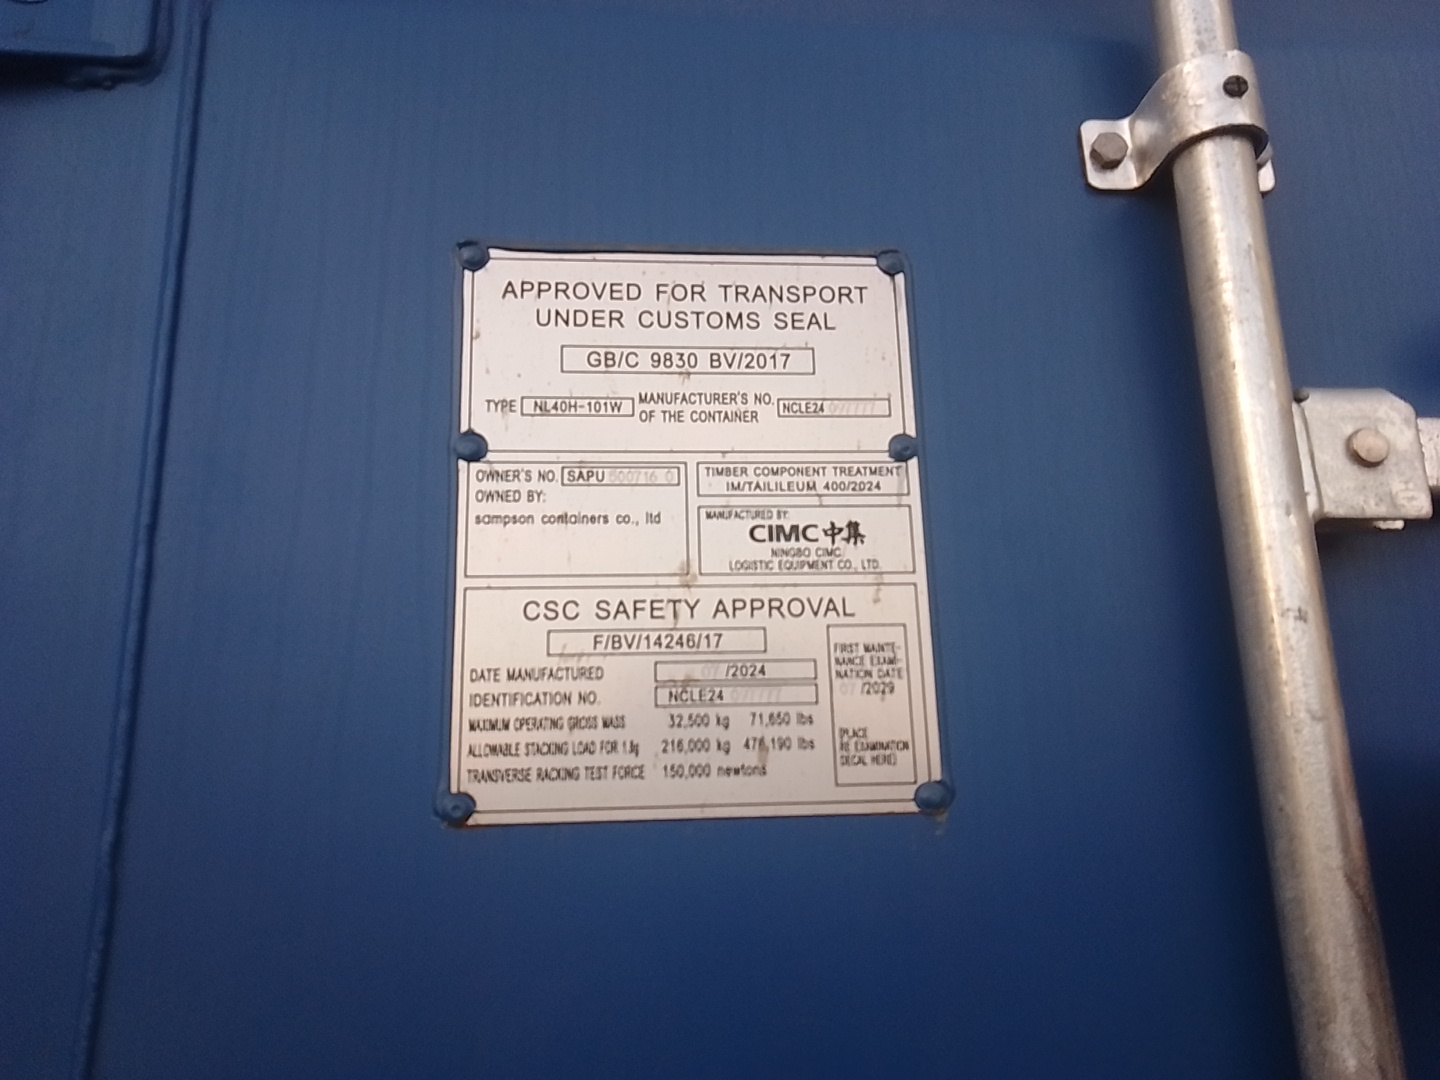 APPROVED FOR TRANSPORT
UNDER CUSTOMS SEAL
GB/C 9830 BV/2017
TYPE NL40H-101W MANUFACTURER'S NO. OF THE CONTAINER NCLE24
OWNER'S NO. SAPU 500716 0
OWNED BY:
sampson containers co., ltd
TIMBER COMPONENT TREATMENT
IM/TAILILEUM 400/2024
MANUFACTURED BY:
CIMC 中集
NINGBO CIMC
LOGISTIC EQUIPMENT CO., LTD.
CSC SAFETY APPROVAL
F/BV/14246/17
DATE MANUFACTURED 07 /2024
IDENTIFICATION NO. NCLE24
MAXIMUM OPERATING GROSS MASS 32,500 kg 71,650 lbs
ALLOWABLE STACKING LOAD FOR 1.8g 216,000 kg 476,190 lbs
TRANSVERSE RACKING TEST FORCE 150,000 newtons
FIRST MAINTE-
NANCE EXAMI-
NATION DATE
07 /2029
(PLACE
RE EXAMINATION
DECAL HERE)